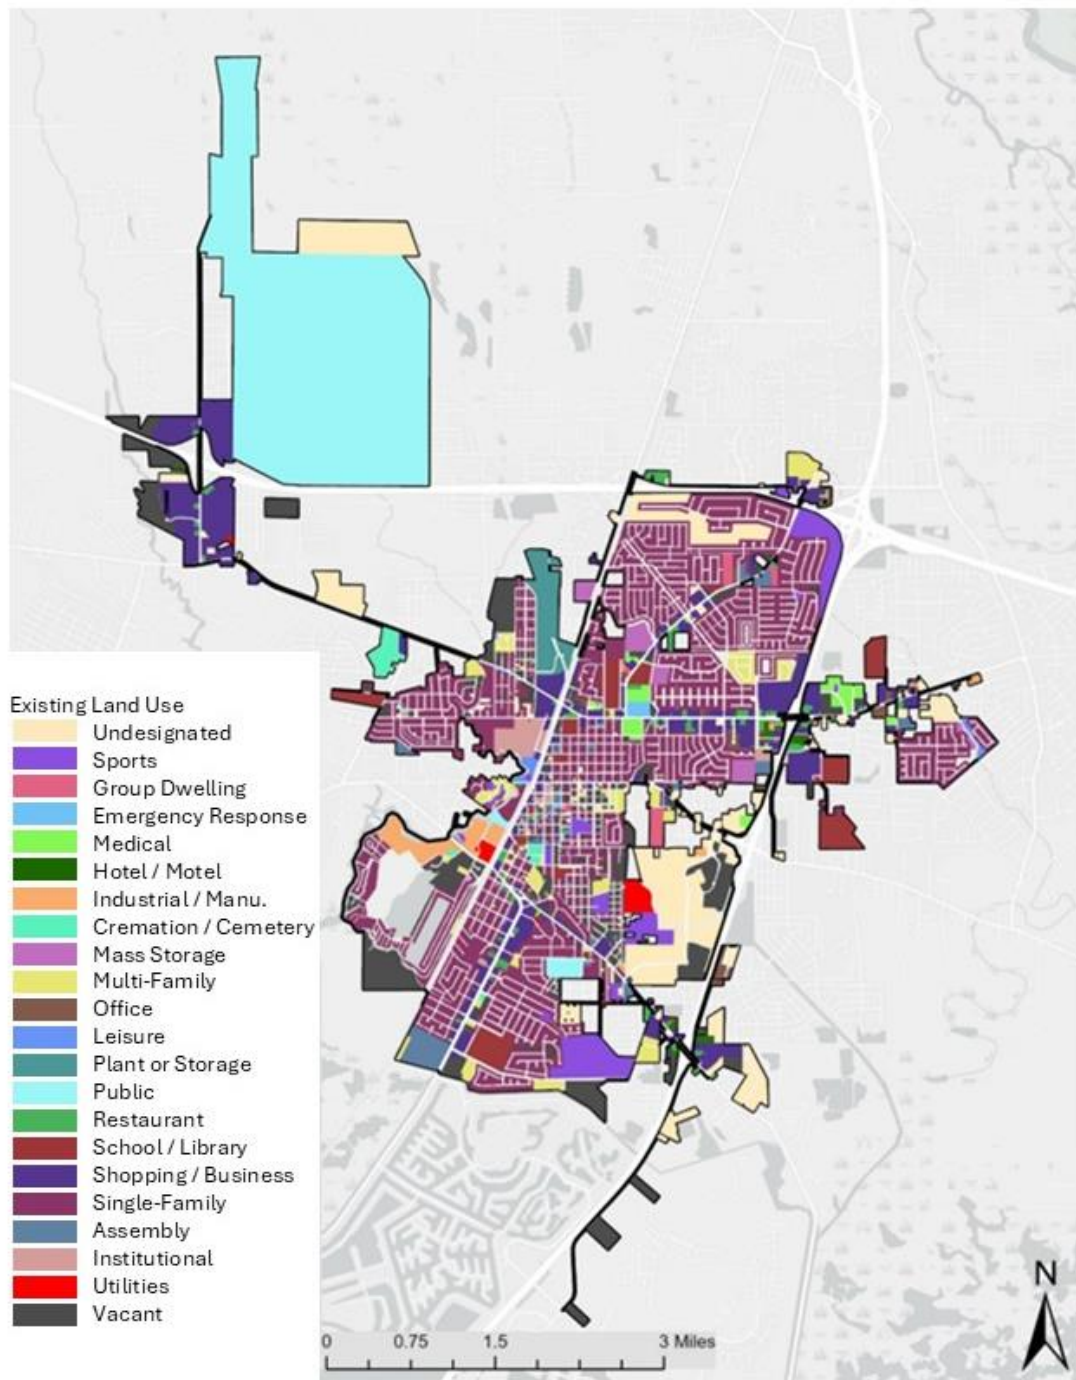 Existing Land Use
Undesignated
Sports
Group Dwelling
Emergency Response
Medical
Hotel / Motel
Industrial / Manu.
Cremation / Cemetery
Mass Storage
Multi-Family
Office
Leisure
Plant or Storage
Public
Restaurant
School / Library
Shopping / Business
Single-Family
Assembly
Institutional
Utilities
Vacant
N
0 0.75 1.5 3 Miles